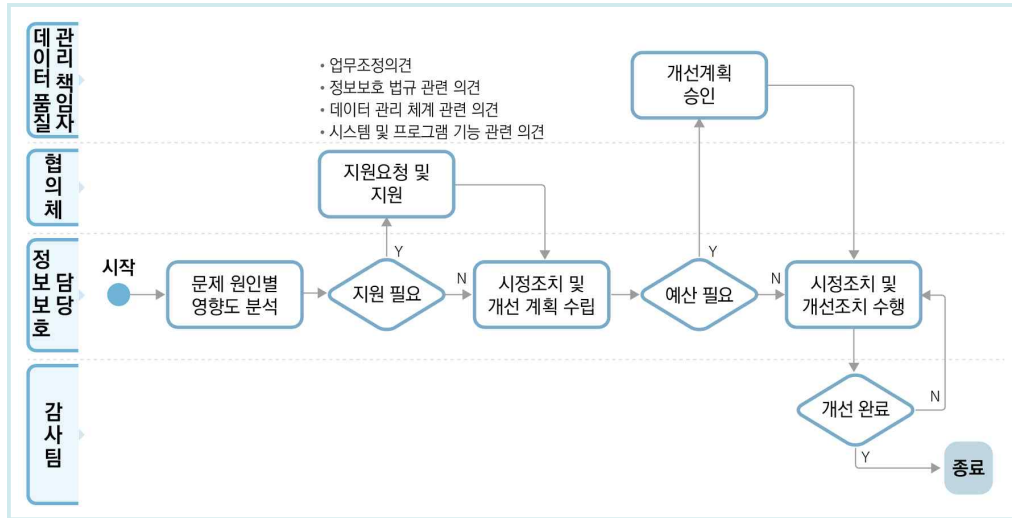 데이터 품질
관리 책임자
• 업무조정의견
• 정보보호 법규 관련 의견
• 데이터 관리 체계 관련 의견
• 시스템 및 프로그램 기능 관련 의견
개선계획
승인
협의체
지원요청 및
지원
정보보호
담당
시작
문제 원인별
영향도 분석
지원 필요
Y
N
시정조치 및
개선 계획 수립
예산 필요
Y
N
시정조치 및
개선조치 수행
감사팀
개선 완료
N
Y
종료